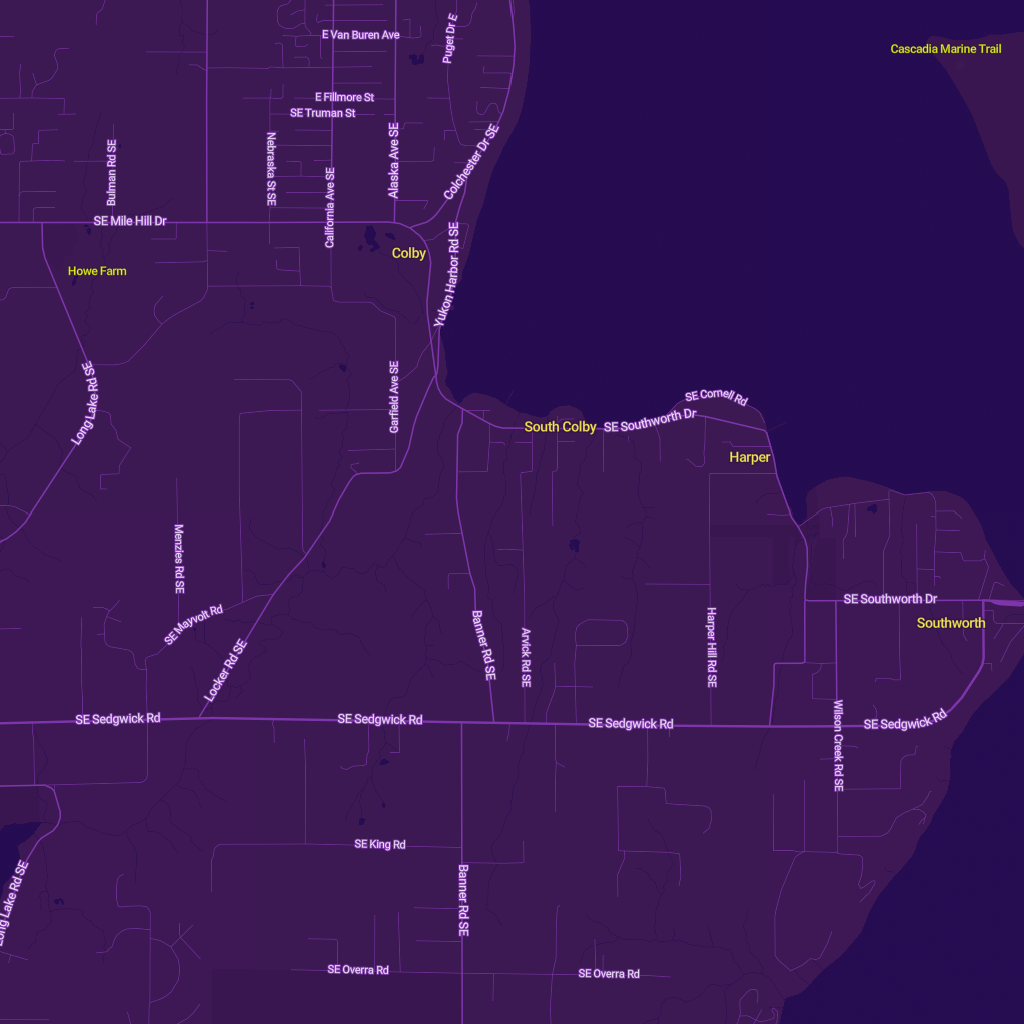 Puget Dr E
E Van Buren Ave
Cascadia Marine Trail
E Fillmore St
SE Truman St
Nebraska St SE
Alaska Ave SE
Colchester Dr SE
Bulman Rd SE
California Ave SE
SE Mile Hill Dr
Colby
Yukon Harbor Rd SE
Howe Farm
Long Lake Rd SE
Garfield Ave SE
SE Cornell Rd
South Colby
SE Southworth Dr
Harper
Menzies Rd SE
SE Southworth Dr
SE Mayvolt Rd
Southworth
Banner Rd SE
Arvick Rd SE
Harper Hill Rd SE
Locker Rd SE
SE Sedgwick Rd
SE Sedgwick Rd
SE Sedgwick Rd
SE Sedgwick Rd
Wilson Creek Rd SE
SE King Rd
Long Lake Rd SE
Banner Rd SE
SE Overra Rd
SE Overra Rd